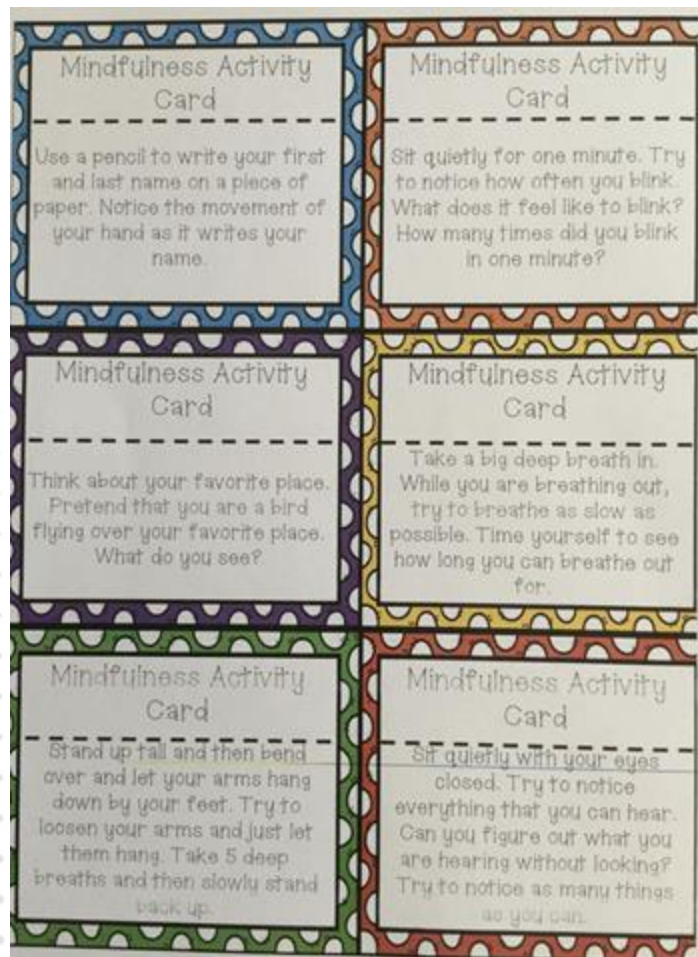 Mindfulness Activity
Card
Use a pencil to write your first
and last name on a piece of
paper. Notice the movement of
your hand as it writes your
name.
Mindfulness Activity
Card
Sit quietly for one minute. Try
to notice how often you blink.
What does it feel like to blink?
How many times did you blink
in one minute?
Mindfulness Activity
Card
Think about your favorite place.
Pretend that you are a bird
flying over your favorite place.
What do you see?
Mindfulness Activity
Card
Take a big deep breath in.
While you are breathing out,
try to breathe as slow as
possible. Time yourself to see
how long you can breathe out
for.
Mindfulness Activity
Card
Stand up tall and then bend
over and let your arms hang
down by your feet. Try to
loosen your arms and just let
them hang. Take 5 deep
breaths and then slowly stand
back up.
Mindfulness Activity
Card
Sit quietly with your eyes
closed. Try to notice
everything that you can hear.
Can you figure out what you
are hearing without looking?
Try to notice as many things
as you can.